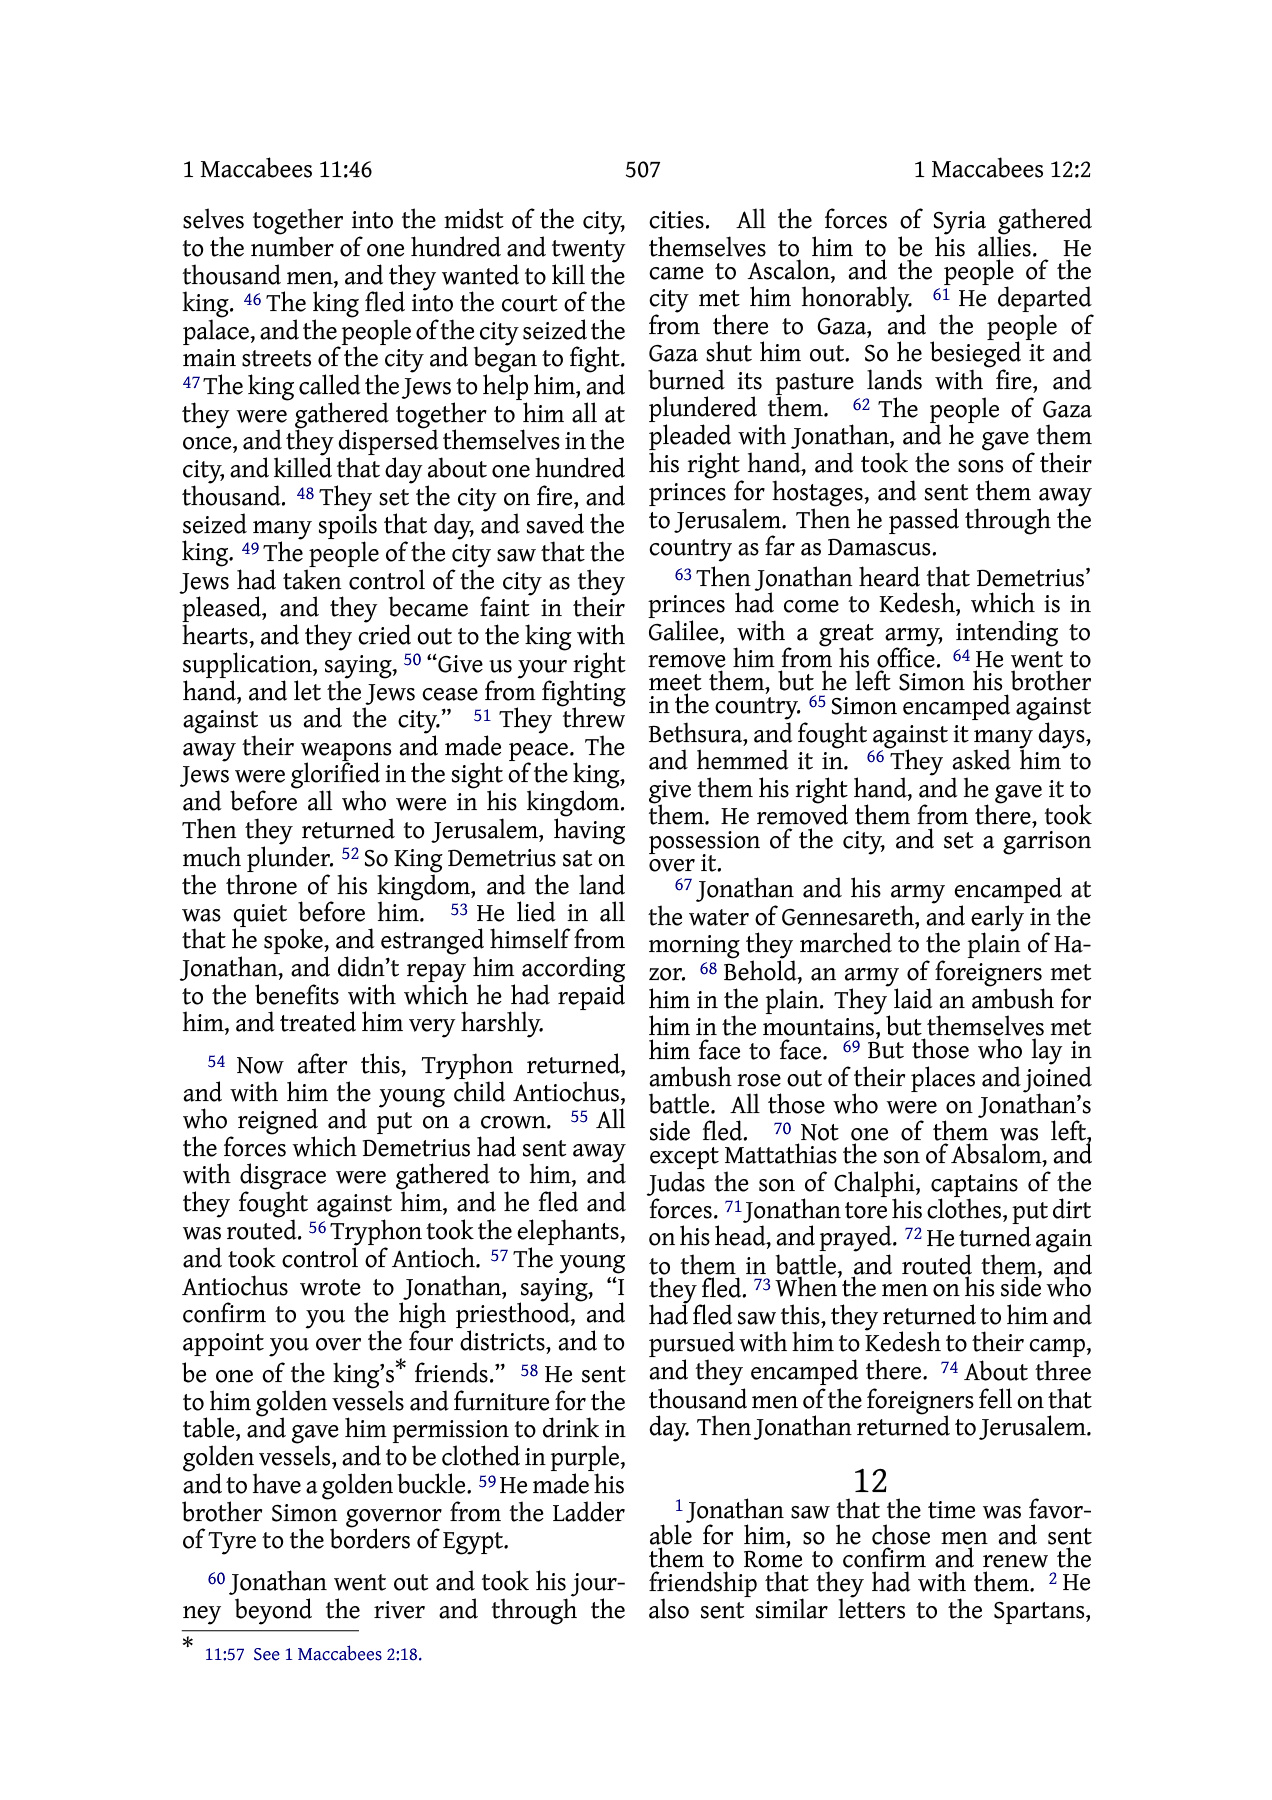 1 Maccabees 11:46 507 1 Maccabees 12:2
selves together into the midst of the city,
to the number of one hundred and twenty
thousand men, and they wanted to kill the
king. 46 The king fled into the court of the
palace, and the people of the city seized the
main streets of the city and began to fight.
47 The king called the Jews to help him, and
they were gathered together to him all at
once, and they dispersed themselves in the
city, and killed that day about one hundred
thousand. 48 They set the city on fire, and
seized many spoils that day, and saved the
king. 49 The people of the city saw that the
Jews had taken control of the city as they
pleased, and they became faint in their
hearts, and they cried out to the king with
supplication, saying, 50 “Give us your right
hand, and let the Jews cease from fighting
against us and the city.” 51 They threw
away their weapons and made peace. The
Jews were glorified in the sight of the king,
and before all who were in his kingdom.
Then they returned to Jerusalem, having
much plunder. 52 So King Demetrius sat on
the throne of his kingdom, and the land
was quiet before him. 53 He lied in all
that he spoke, and estranged himself from
Jonathan, and didn’t repay him according
to the benefits with which he had repaid
him, and treated him very harshly.
54 Now after this, Tryphon returned,
and with him the young child Antiochus,
who reigned and put on a crown. 55 All
the forces which Demetrius had sent away
with disgrace were gathered to him, and
they fought against him, and he fled and
was routed. 56 Tryphon took the elephants,
and took control of Antioch. 57 The young
Antiochus wrote to Jonathan, saying, “I
confirm to you the high priesthood, and
appoint you over the four districts, and to
be one of the king’s* friends.” 58 He sent
to him golden vessels and furniture for the
table, and gave him permission to drink in
golden vessels, and to be clothed in purple,
and to have a golden buckle. 59 He made his
brother Simon governor from the Ladder
of Tyre to the borders of Egypt.
60 Jonathan went out and took his jour-
ney beyond the river and through the
cities. All the forces of Syria gathered
themselves to him to be his allies. He
came to Ascalon, and the people of the
city met him honorably. 61 He departed
from there to Gaza, and the people of
Gaza shut him out. So he besieged it and
burned its pasture lands with fire, and
plundered them. 62 The people of Gaza
pleaded with Jonathan, and he gave them
his right hand, and took the sons of their
princes for hostages, and sent them away
to Jerusalem. Then he passed through the
country as far as Damascus.
63 Then Jonathan heard that Demetrius’
princes had come to Kedesh, which is in
Galilee, with a great army, intending to
remove him from his office. 64 He went to
meet them, but he left Simon his brother
in the country. 65 Simon encamped against
Bethsura, and fought against it many days,
and hemmed it in. 66 They asked him to
give them his right hand, and he gave it to
them. He removed them from there, took
possession of the city, and set a garrison
over it.
67 Jonathan and his army encamped at
the water of Gennesareth, and early in the
morning they marched to the plain of Ha-
zor. 68 Behold, an army of foreigners met
him in the plain. They laid an ambush for
him in the mountains, but themselves met
him face to face. 69 But those who lay in
ambush rose out of their places and joined
battle. All those who were on Jonathan’s
side fled. 70 Not one of them was left,
except Mattathias the son of Absalom, and
Judas the son of Chalphi, captains of the
forces. 71 Jonathan tore his clothes, put dirt
on his head, and prayed. 72 He turned again
to them in battle, and routed them, and
they fled. 73 When the men on his side who
had fled saw this, they returned to him and
pursued with him to Kedesh to their camp,
and they encamped there. 74 About three
thousand men of the foreigners fell on that
day. Then Jonathan returned to Jerusalem.
12
1 Jonathan saw that the time was favor-
able for him, so he chose men and sent
them to Rome to confirm and renew the
friendship that they had with them. 2 He
also sent similar letters to the Spartans,
* 11:57 See 1 Maccabees 2:18.